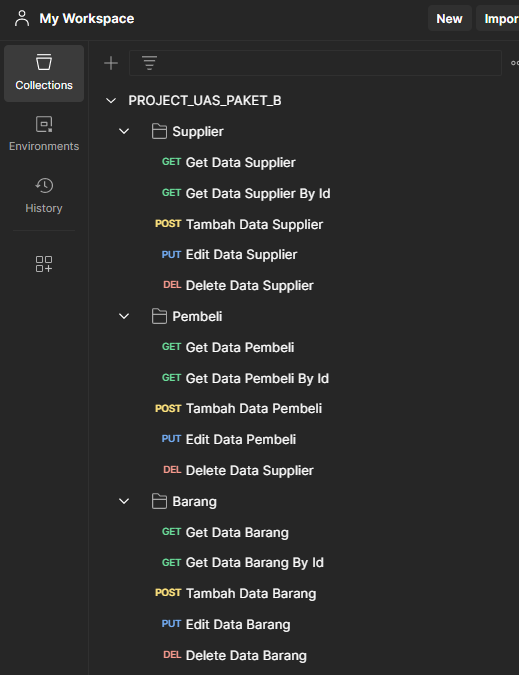 My Workspace
New
Impor
Collections
Environments
History
PROJECT_UAS_PAKET_B
Supplier
GET Get Data Supplier
GET Get Data Supplier By Id
POST Tambah Data Supplier
PUT Edit Data Supplier
DEL Delete Data Supplier
Pembeli
GET Get Data Pembeli
GET Get Data Pembeli By Id
POST Tambah Data Pembeli
PUT Edit Data Pembeli
DEL Delete Data Supplier
Barang
GET Get Data Barang
GET Get Data Barang By Id
POST Tambah Data Barang
PUT Edit Data Barang
DEL Delete Data Barang